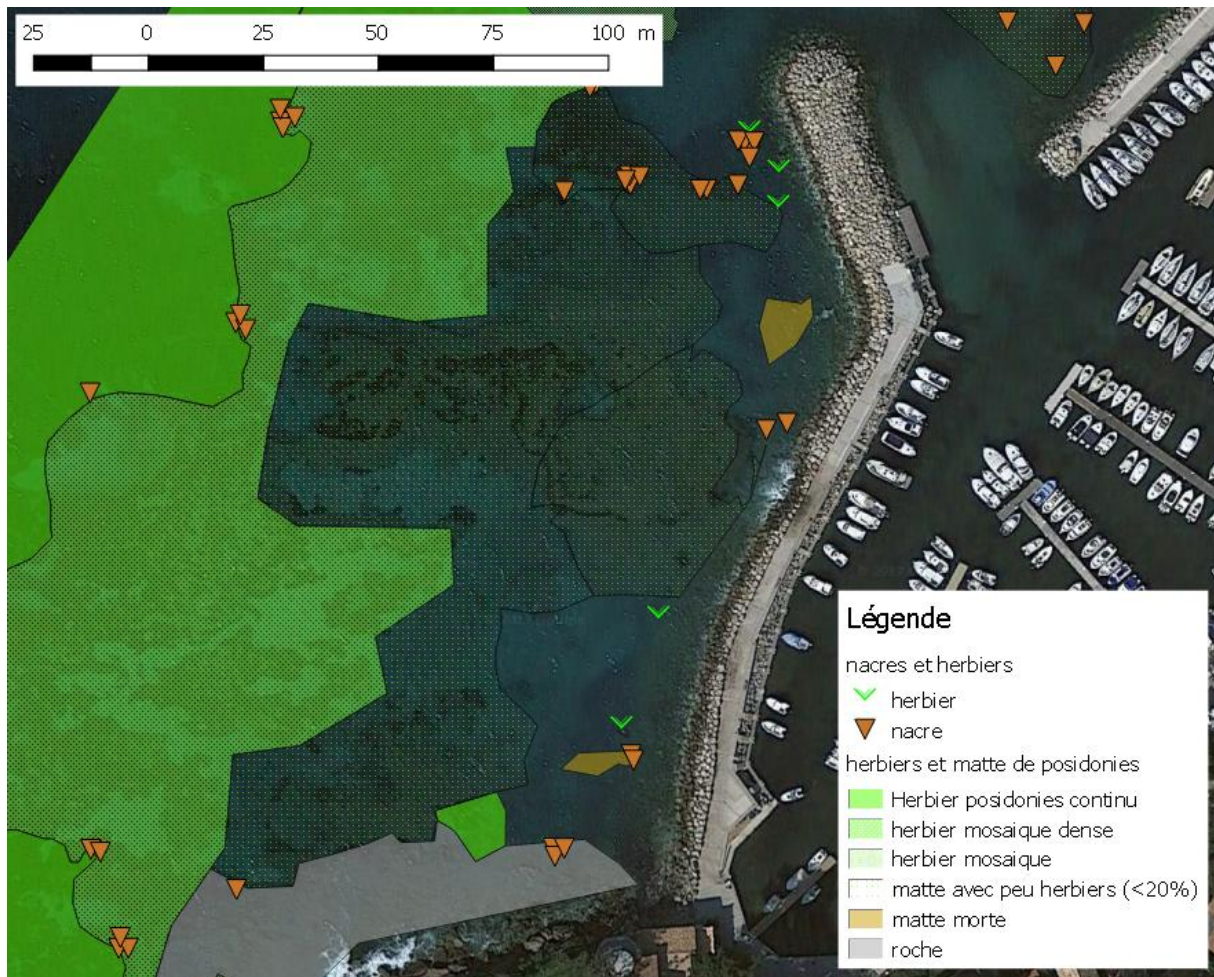 25 0 25 50 75 100 m
Légende
nacres et herbiers
herbier
nacre
herbiers et matte de posidonies
Herbier posidonies continu
herbier mosaique dense
herbier mosaique
matte avec peu herbiers (<20%)
matte morte
roche